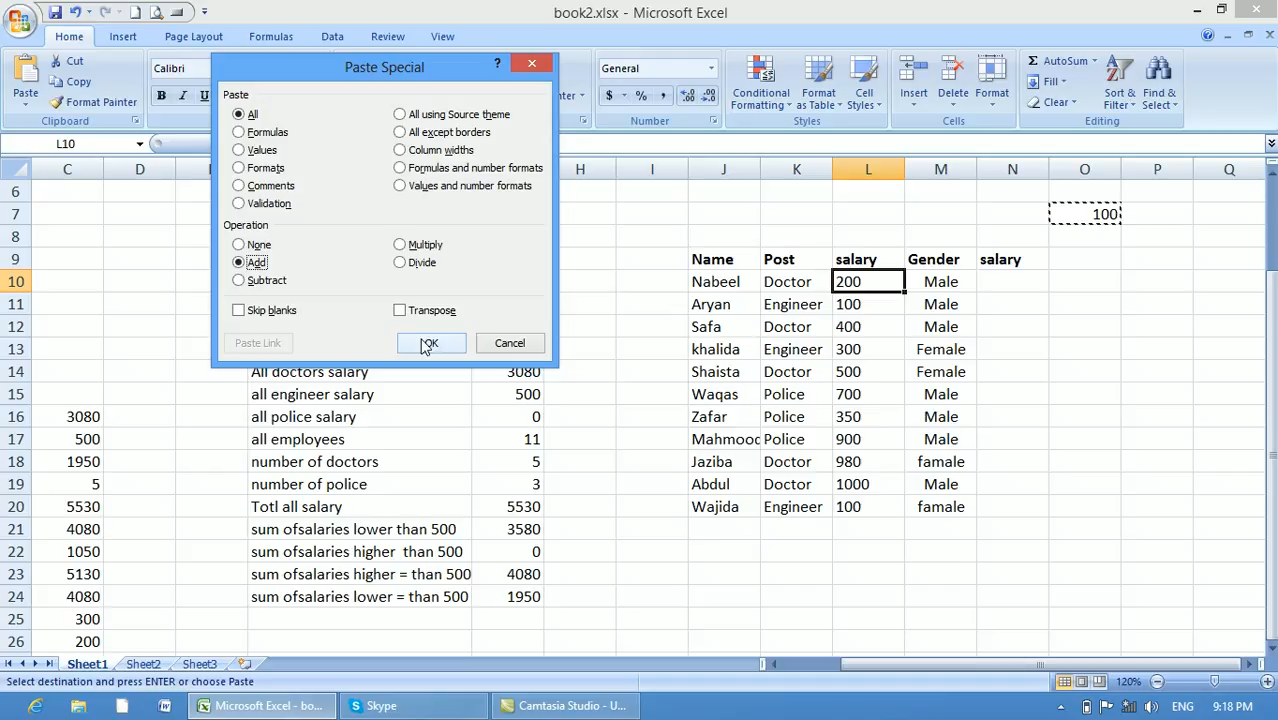 book2.xlsx - Microsoft Excel
Home Insert Page Layout Formulas Data Review View
Paste Cut Copy Format Painter Clipboard
Calibri
B I
General
$ % ,
Number
Conditional Formatting Format as Table Cell Styles
Styles
Insert Delete Format
Cells
Σ AutoSum Fill Clear Sort & Filter Find & Select
Editing
Paste Special ?
Paste
All All using Source theme
Formulas All except borders
Values Column widths
Formats Formulas and number formats
Comments Values and number formats
Validation
Operation
None Multiply
Add Divide
Subtract
Skip blanks Transpose
Paste Link OK Cancel
L10
C D H I J K L M N O P Q
6
7 100
8
9 Name Post salary Gender salary
10 Nabeel Doctor 200 Male
11 Aryan Engineer 100 Male
12 Safa Doctor 400 Male
13 khalida Engineer 300 Female
14 All doctors salary 3080 Shaista Doctor 500 Female
15 all engineer salary 500 Waqas Police 700 Male
16 3080 all police salary 0 Zafar Police 350 Male
17 500 all employees 11 Mahmood Police 900 Male
18 1950 number of doctors 5 Jaziba Doctor 980 famale
19 5 number of police 3 Abdul Doctor 1000 Male
20 5530 Totl all salary 5530 Wajida Engineer 100 famale
21 4080 sum ofsalaries lower than 500 3580
22 1050 sum ofsalaries higher than 500 0
23 5130 sum ofsalaries higher = than 500 4080
24 4080 sum ofsalaries lower = than 500 1950
25 300
26 200
Sheet1 Sheet2 Sheet3
Select destination and press ENTER or choose Paste 120%
Microsoft Excel - bo... Skype Camtasia Studio - U... ENG 9:18 PM